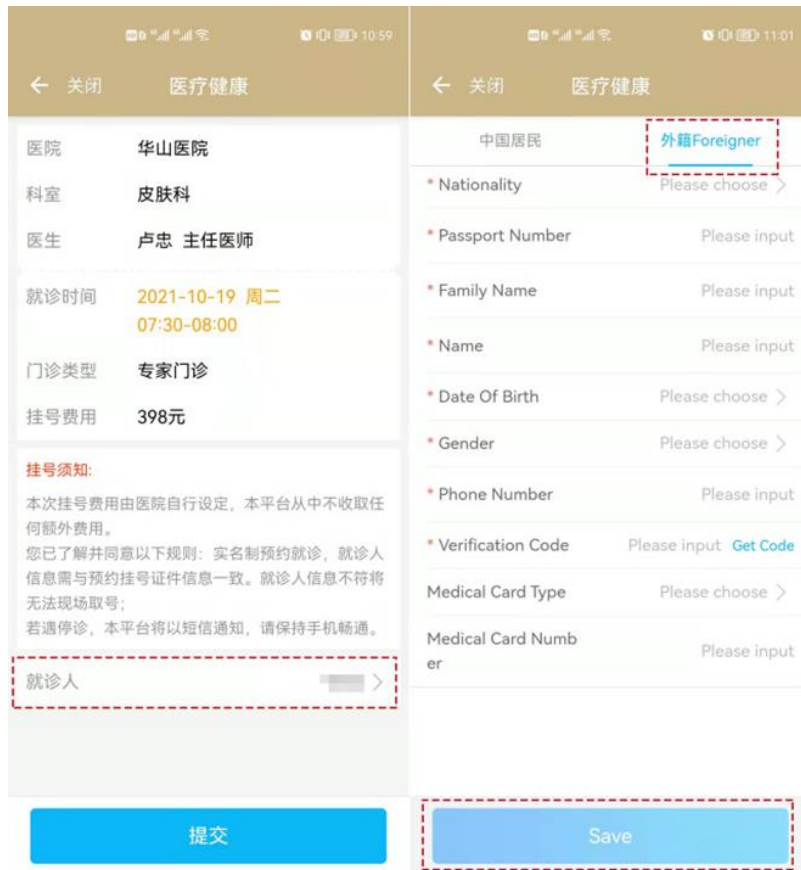 10:59
← 关闭 医疗健康
医院 华山医院
科室 皮肤科
医生 卢忠 主任医师
就诊时间 2021-10-19 周二
07:30-08:00
门诊类型 专家门诊
挂号费用 398元
挂号须知:
本次挂号费用由医院自行设定，本平台从中不收取任
何额外费用。
您已了解并同意以下规则：实名制预约就诊，就诊人
信息需与预约挂号证件信息一致。就诊人信息不符将
无法现场取号；
若遇停诊，本平台将以短信通知，请保持手机畅通。
就诊人
提交
11:01
← 关闭 医疗健康
中国居民 外籍Foreigner
* Nationality Please choose
* Passport Number Please input
* Family Name Please input
* Name Please input
* Date Of Birth Please choose
* Gender Please choose
* Phone Number Please input
* Verification Code Please input Get Code
Medical Card Type Please choose
Medical Card Numb
er Please input
Save